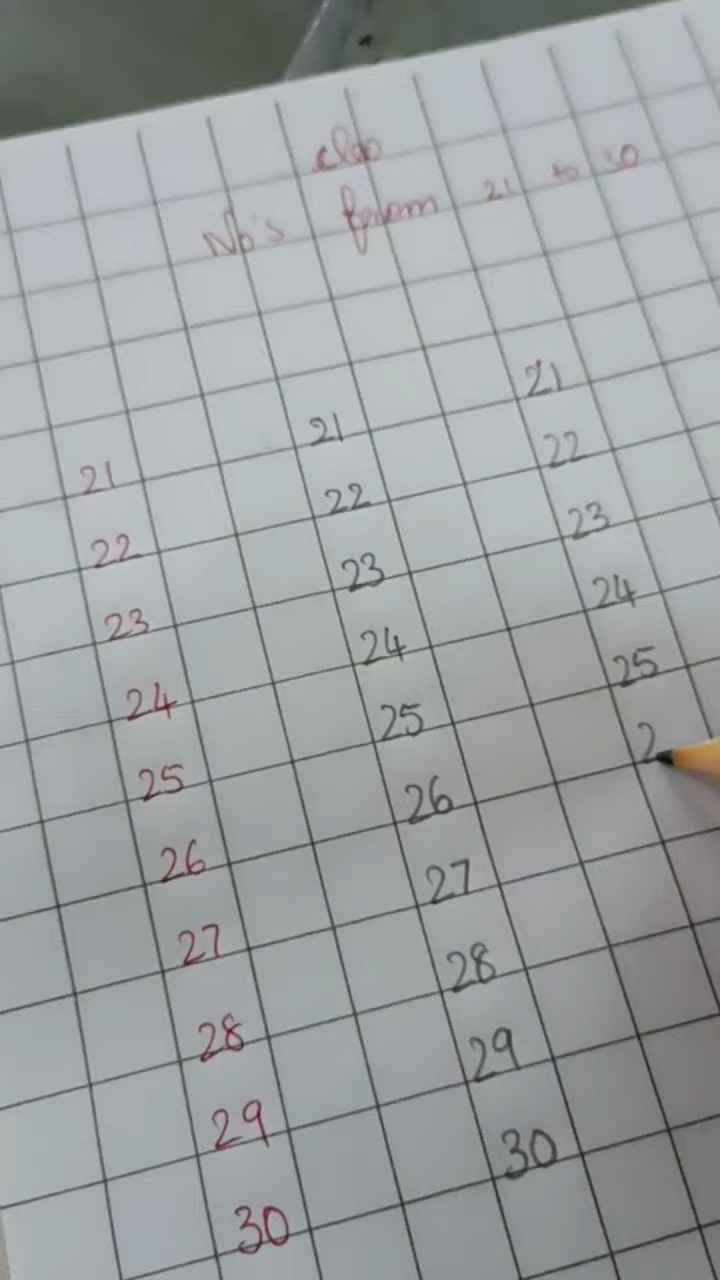 No's from 21 to 30
21 21 21
22 22 22
23 23 23
24 24 24
25 25 25
26 26 2
27 27
28 28
29 29
30 30